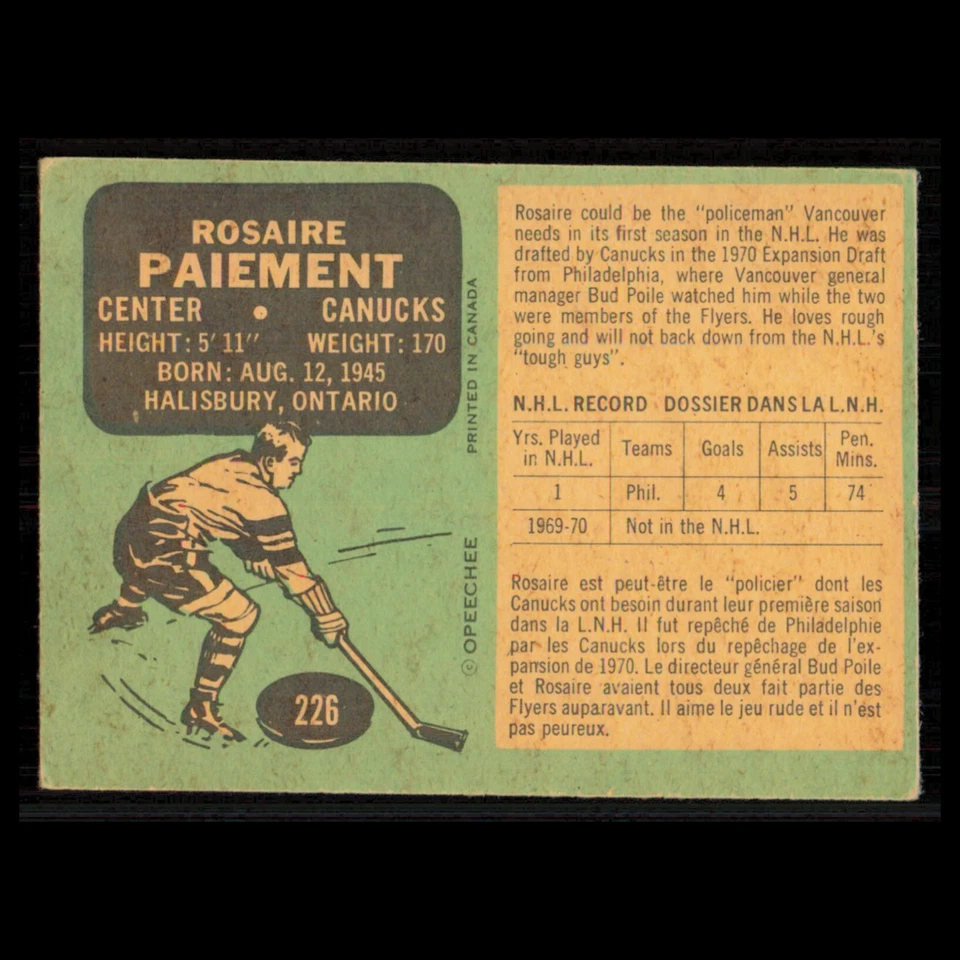 ROSAIRE
PAIEMENT
CENTER • CANUCKS
HEIGHT: 5' 11" WEIGHT: 170
BORN: AUG. 12, 1945
HALISBURY, ONTARIO
PRINTED IN CANADA
© OPEECHEE
226
Rosaire could be the "policeman" Vancouver
needs in its first season in the N.H.L. He was
drafted by Canucks in the 1970 Expansion Draft
from Philadelphia, where Vancouver general
manager Bud Poile watched him while the two
were members of the Flyers. He loves rough
going and will not back down from the N.H.L.'s
"tough guys".
N.H.L. RECORD DOSSIER DANS LA L.N.H.
Yrs. Played in N.H.L. Teams Goals Assists Pen. Mins.
1 Phil. 4 5 74
1969-70 Not in the N.H.L.
Rosaire est peut-être le "policier" dont les
Canucks ont besoin durant leur première saison
dans la L.N.H. Il fut repêché de Philadelphie
par les Canucks lors du repêchage de l'ex-
pansion de 1970. Le directeur général Bud Poile
et Rosaire avaient tous deux fait partie des
Flyers auparavant. Il aime le jeu rude et il n'est
pas peureux.